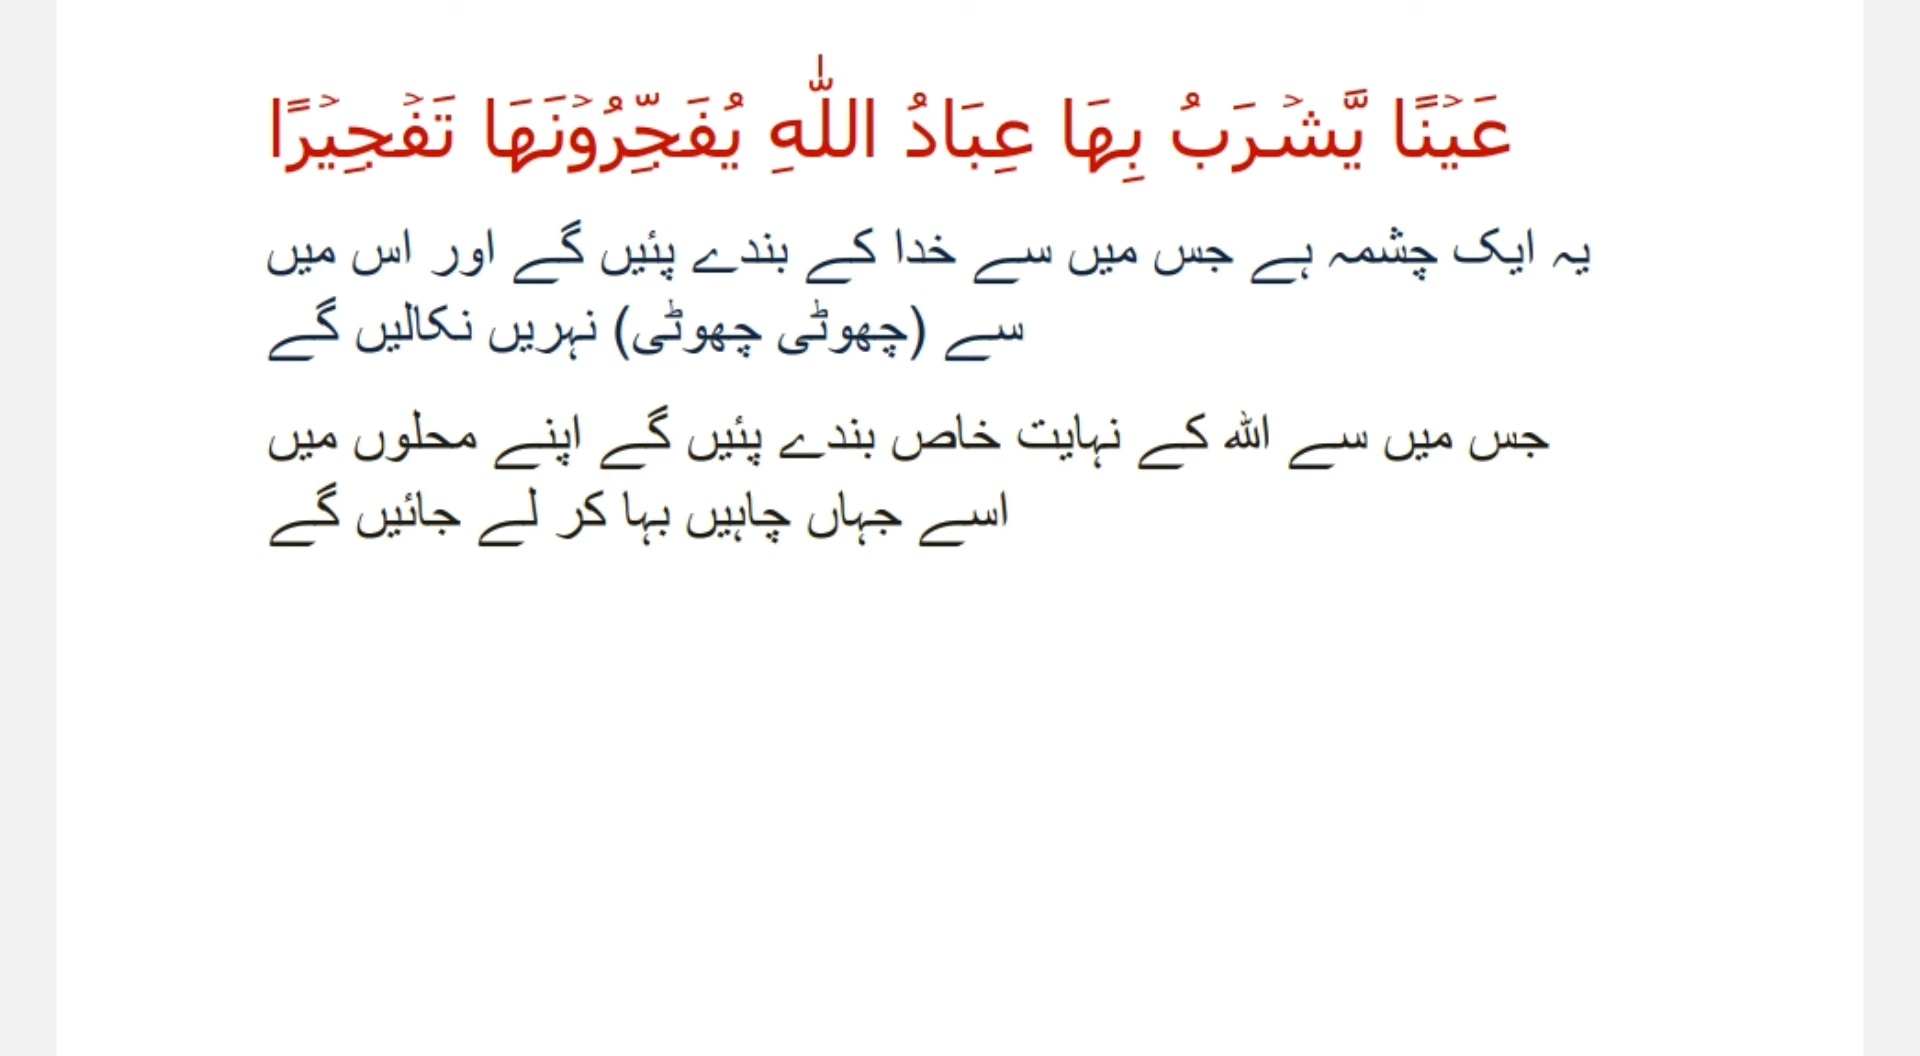 عَيۡنًا يَّشۡرَبُ بِهَا عِبَادُ اللّٰهِ يُفَجِّرُوۡنَهَا تَفۡجِيۡرًا
یہ ایک چشمہ ہے جس میں سے خدا کے بندے پئیں گے اور اس میں
سے (چھوٹی چھوٹی) نہریں نکالیں گے
جس میں سے اللہ کے نہایت خاص بندے پئیں گے اپنے محلوں میں
اسے جہاں چاہیں بہا کر لے جائیں گے